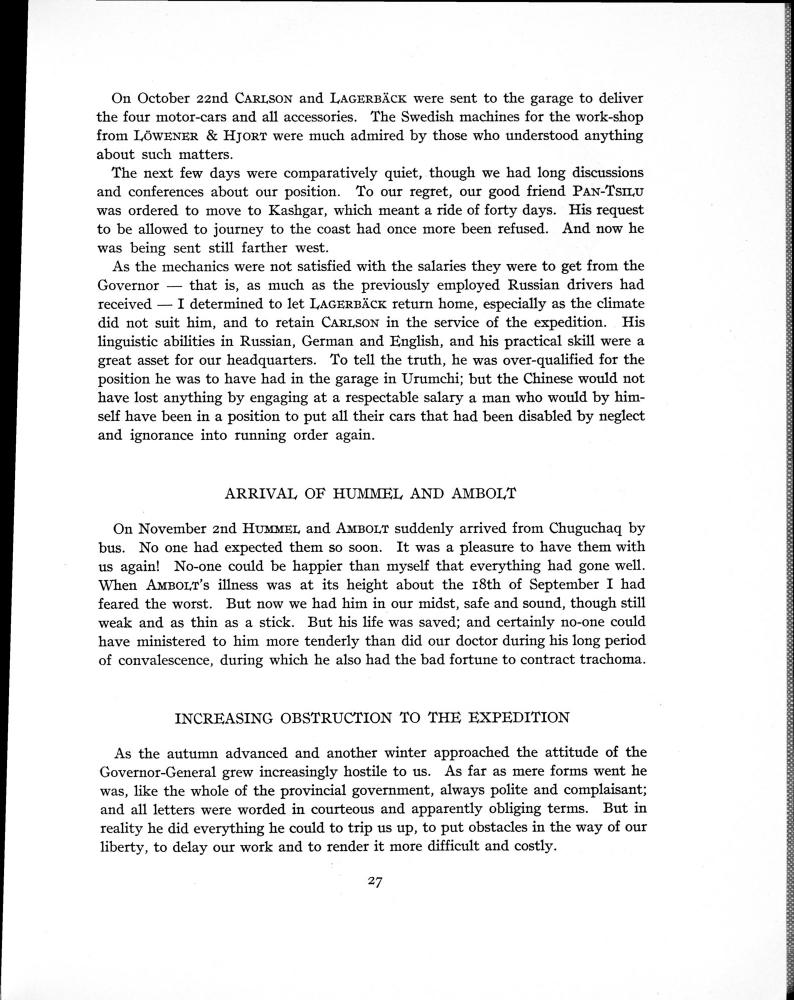 On October 22nd CARLSON and LAGERBÄCK were sent to the garage to deliver
the four motor-cars and all accessories. The Swedish machines for the work-shop
from LÖWENER & HJORT were much admired by those who understood anything
about such matters.
The next few days were comparatively quiet, though we had long discussions
and conferences about our position. To our regret, our good friend PAN-TSILU
was ordered to move to Kashgar, which meant a ride of forty days. His request
to be allowed to journey to the coast had once more been refused. And now he
was being sent still farther west.
As the mechanics were not satisfied with the salaries they were to get from the
Governor — that is, as much as the previously employed Russian drivers had
received — I determined to let LAGERBÄCK return home, especially as the climate
did not suit him, and to retain CARLSON in the service of the expedition. His
linguistic abilities in Russian, German and English, and his practical skill were a
great asset for our headquarters. To tell the truth, he was over-qualified for the
position he was to have had in the garage in Urumchi; but the Chinese would not
have lost anything by engaging at a respectable salary a man who would by him-
self have been in a position to put all their cars that had been disabled by neglect
and ignorance into running order again.
ARRIVAL OF HUMMEL AND AMBOLT
On November 2nd HUMMEL and AMBOLT suddenly arrived from Chuguchaq by
bus. No one had expected them so soon. It was a pleasure to have them with
us again! No-one could be happier than myself that everything had gone well.
When AMBOLT's illness was at its height about the 18th of September I had
feared the worst. But now we had him in our midst, safe and sound, though still
weak and as thin as a stick. But his life was saved; and certainly no-one could
have ministered to him more tenderly than did our doctor during his long period
of convalescence, during which he also had the bad fortune to contract trachoma.
INCREASING OBSTRUCTION TO THE EXPEDITION
As the autumn advanced and another winter approached the attitude of the
Governor-General grew increasingly hostile to us. As far as mere forms went he
was, like the whole of the provincial government, always polite and complaisant;
and all letters were worded in courteous and apparently obliging terms. But in
reality he did everything he could to trip us up, to put obstacles in the way of our
liberty, to delay our work and to render it more difficult and costly.
27